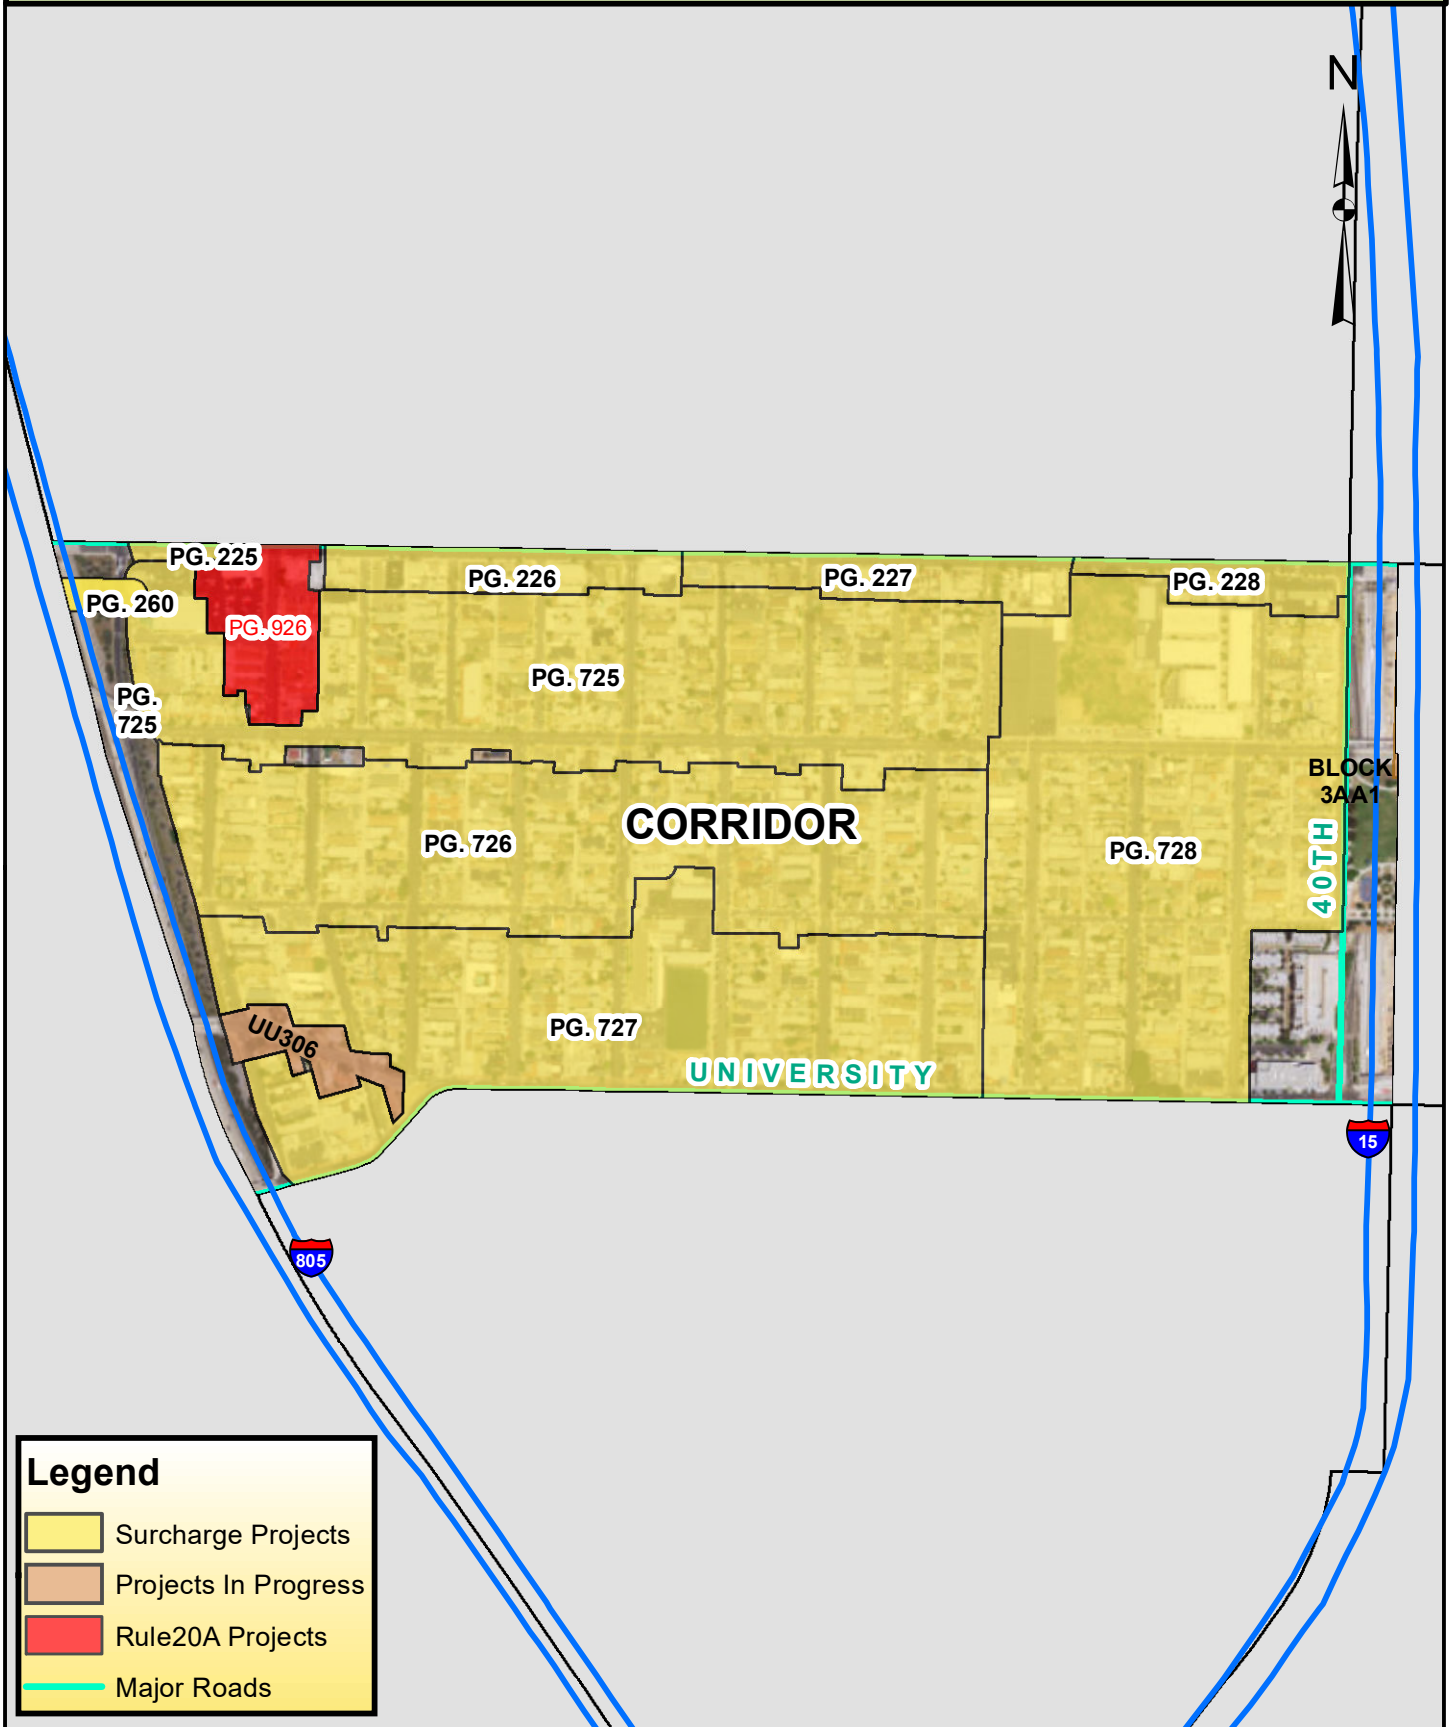 N
PG. 225
PG. 226
PG. 227
PG. 228
PG. 260
PG. 926
PG. 725
PG.
725
BLOCK
3AA1
CORRIDOR
PG. 726
PG. 728
40TH
UU306
PG. 727
UNIVERSITY
15
805
Legend
Surcharge Projects
Projects In Progress
Rule20A Projects
Major Roads